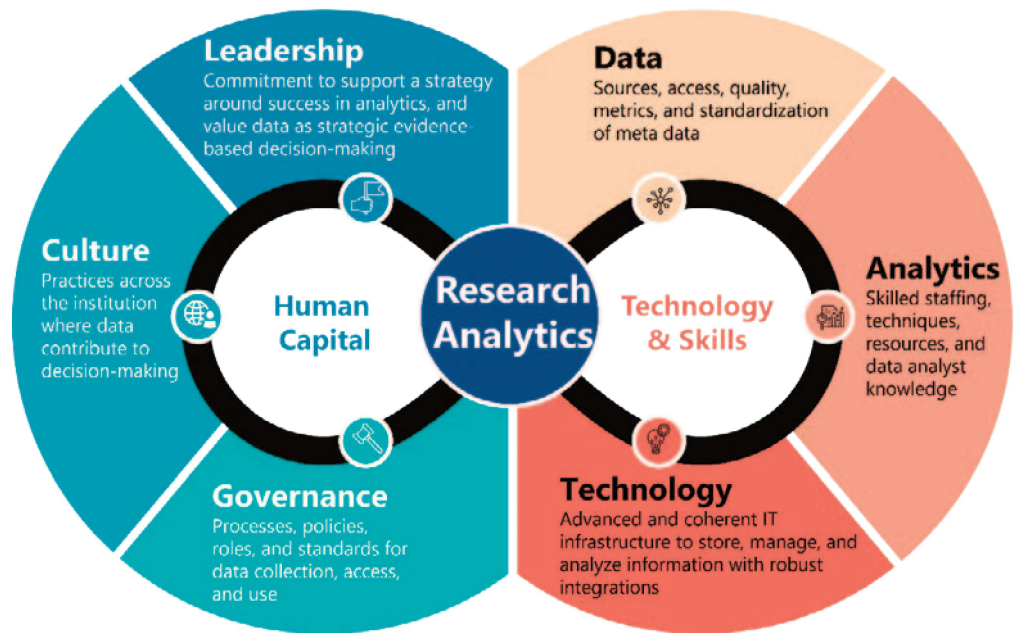 Leadership
Commitment to support a strategy
around success in analytics, and
value data as strategic evidence-
based decision-making
Data
Sources, access, quality,
metrics, and standardization
of meta data
Culture
Practices across
the institution
where data
contribute to
decision-making
Human
Capital
Research
Analytics
Technology
& Skills
Analytics
Skilled staffing,
techniques,
resources, and
data analyst
knowledge
Governance
Processes, policies,
roles, and standards for
data collection, access,
and use
Technology
Advanced and coherent IT
infrastructure to store, manage, and
analyze information with robust
integrations